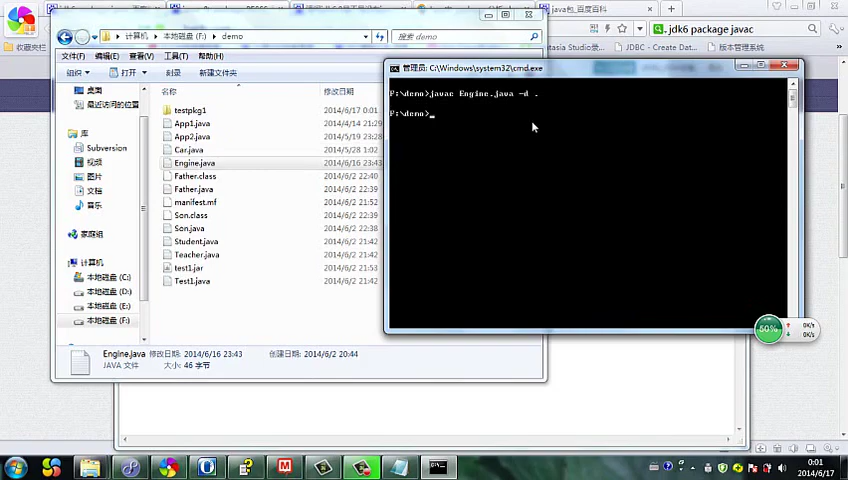 java包_百度百科
.jdk6 package javac
收藏夹栏
JDBC - Create Dat...
版本管理系统
计算机
本地磁盘 (F:)
demo
搜索 demo
文件(F)
编辑(E)
查看(V)
工具(T)
帮助(H)
组织
打开
刻录
新建文件夹
名称
修改日期
桌面
最近访问的位置
库
Subversion
视频
图片
文档
音乐
家庭组
计算机
本地磁盘 (C:)
本地磁盘 (D:)
本地磁盘 (E:)
本地磁盘 (F:)
testpkg1 2014/6/17 0:01
App1.java 2014/4/14
App2.java 2014/4/19
Car.java 2014/5/28 1
Engine.java 2014/6/16 23:43
Father.class 2014/6/2 22:40
Father.java 2014/6/2 22:39
manifest.mf 2014/6/2 21:52
Son.class 2014/6/2 22:39
Son.java 2014/6/2 22:39
Student.java 2014/6/2 21:42
Teacher.java 2014/6/2 21:42
test1.jar 2014/6/2 21:53
Test1.java 2014/6/2 21:42
Engine.java 修改日期: 2014/6/16 23:43 创建日期: 2014/6/2 20:44
JAVA 文件 大小: 46 字节
管理员: C:\Windows\system32\cmd.exe
F:\demo>javac Engine.java -d .
F:\demo>
50%
0K/s
0K/s
100%
0:01
2014/6/17